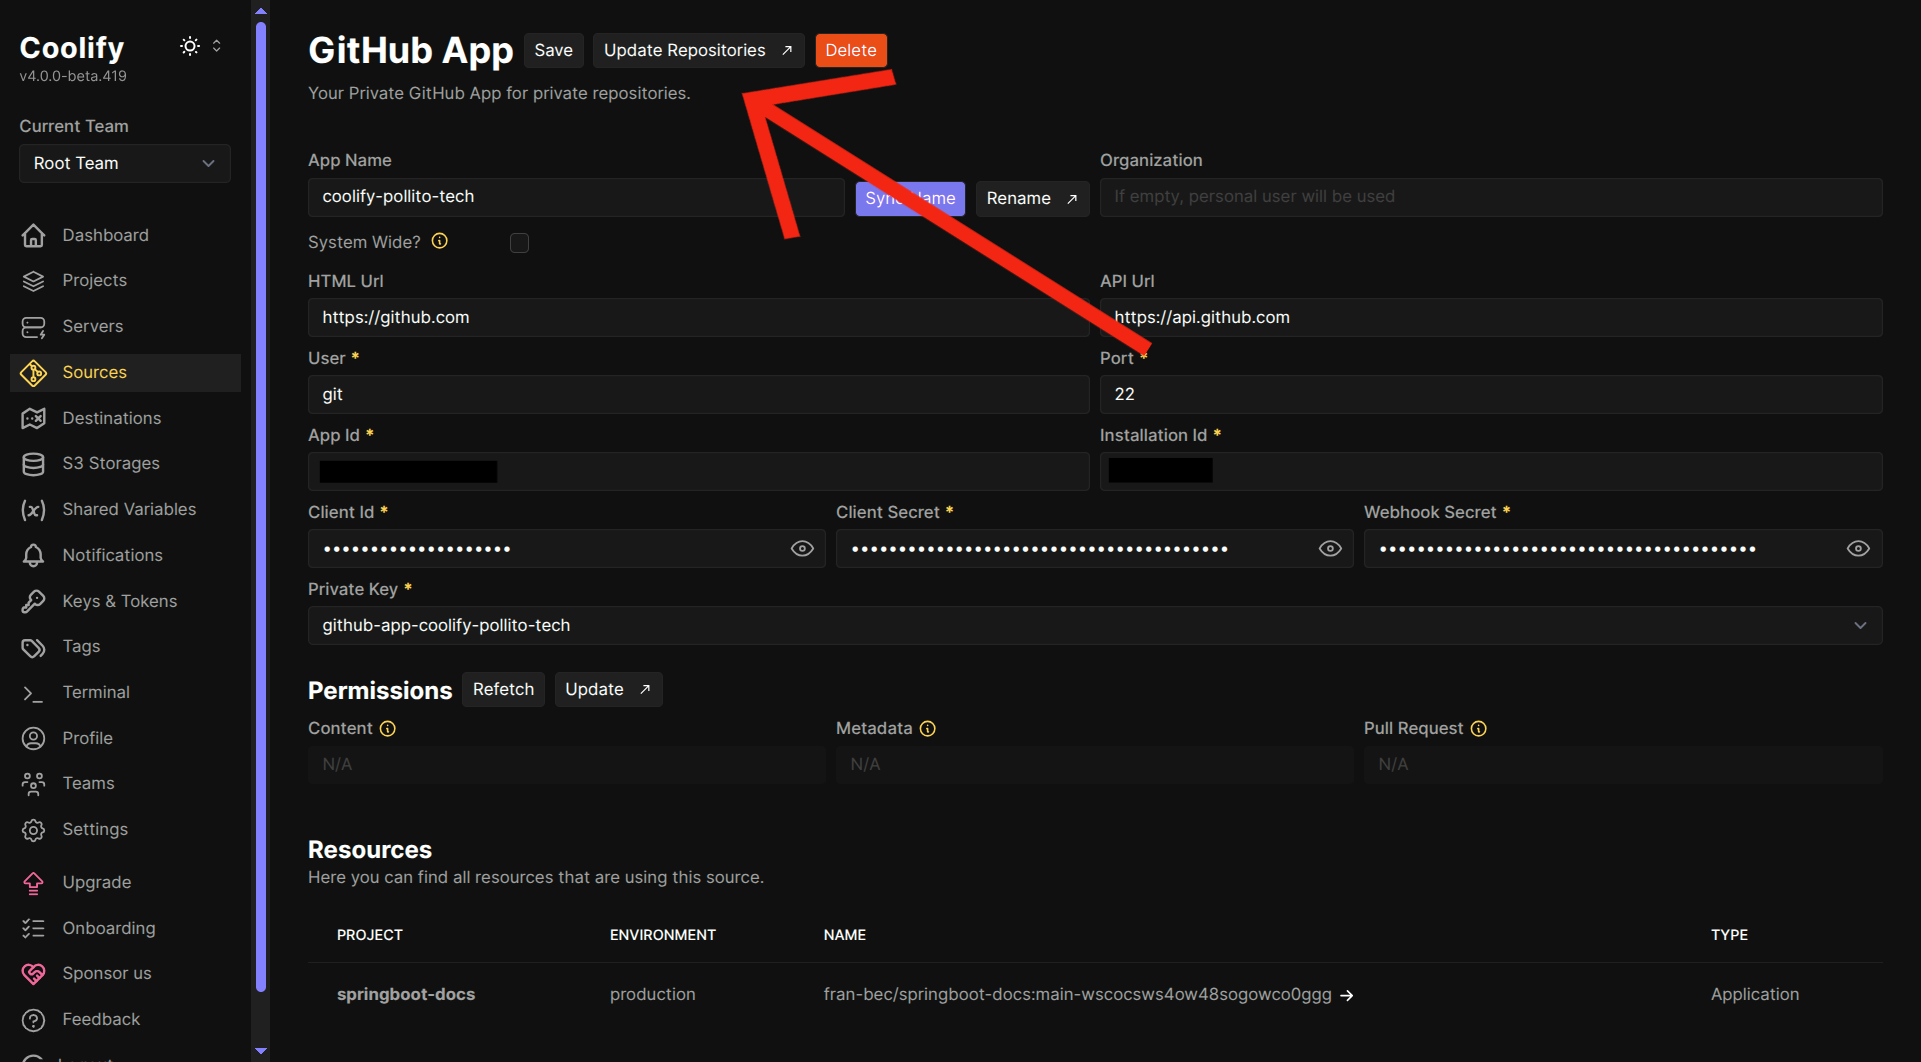 Coolify
v4.0.0-beta.419
Current Team
Root Team
Dashboard
Projects
Servers
Sources
Destinations
S3 Storages
Shared Variables
Notifications
Keys & Tokens
Tags
Terminal
Profile
Teams
Settings
Upgrade
Onboarding
Sponsor us
Feedback
GitHub App Save Update Repositories Delete
Your Private GitHub App for private repositories.
App Name Organization
coolify-pollito-tech Sync Name Rename If empty, personal user will be used
System Wide?
HTML Url API Url
https://github.com https://api.github.com
User * Port *
git 22
App Id * Installation Id *
Client Id * Client Secret * Webhook Secret *
Private Key *
github-app-coolify-pollito-tech
Permissions Refetch Update
Content Metadata Pull Request
N/A N/A N/A
Resources
Here you can find all resources that are using this source.
PROJECT ENVIRONMENT NAME TYPE
springboot-docs production fran-bec/springboot-docs:main-wscocsws4ow48sogowco0ggg → Application